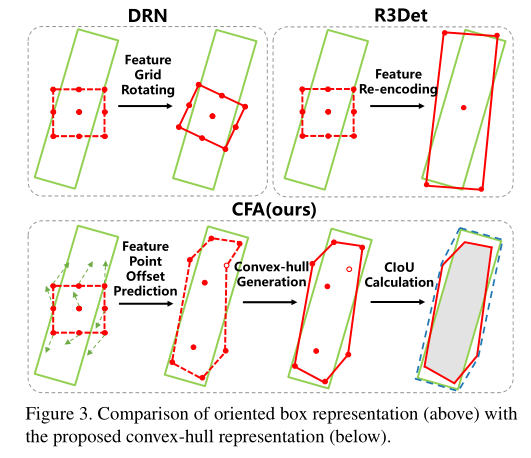 DRN
R3Det
Feature
Grid
Rotating
Feature
Re-encoding
CFA(ours)
Feature
Point
Offset
Prediction
Convex-hull
Generation
CIoU
Calculation
Figure 3. Comparison of oriented box representation (above) with
the proposed convex-hull representation (below).